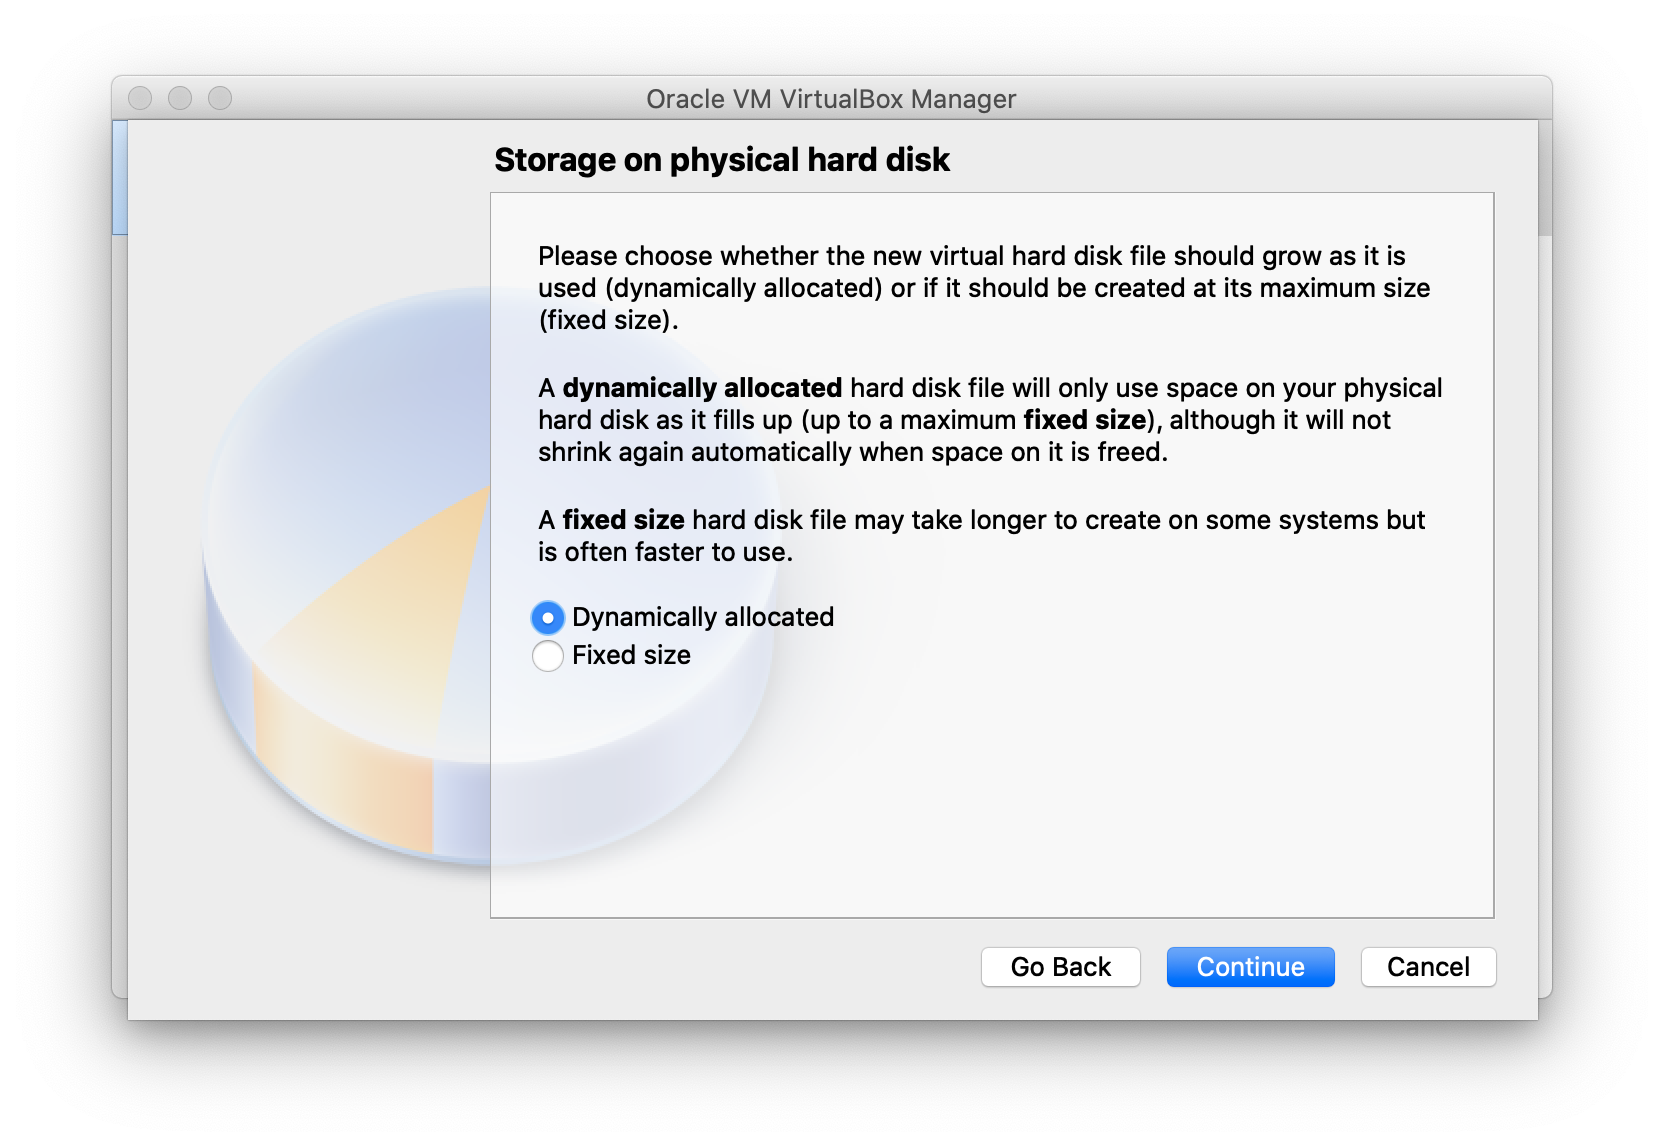 Oracle VM VirtualBox Manager
Storage on physical hard disk
Please choose whether the new virtual hard disk file should grow as it is
used (dynamically allocated) or if it should be created at its maximum size
(fixed size).
A dynamically allocated hard disk file will only use space on your physical
hard disk as it fills up (up to a maximum fixed size), although it will not
shrink again automatically when space on it is freed.
A fixed size hard disk file may take longer to create on some systems but
is often faster to use.
Dynamically allocated
Fixed size
Go Back
Continue
Cancel